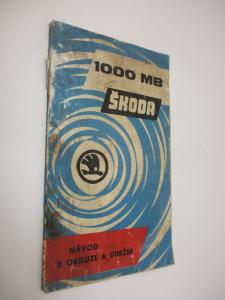 1000 MB
ŠKODA
NÁVOD
K OBSLUZE A ÚDRŽBĚ